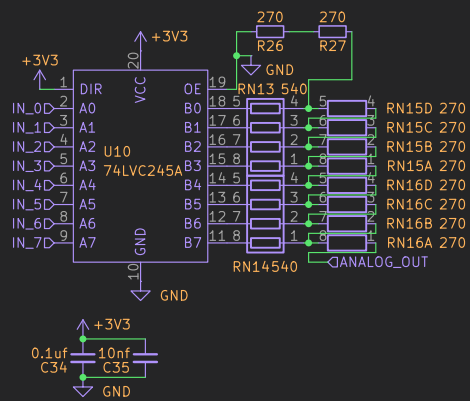 270 270
R26 R27
+3V3
+3V3
GND
20
VCC
1 DIR OE 19
RN13 540
IN_0 2 A0 B0 18 5 4 5 4 RN15D 270
IN_1 3 A1 B1 17 6 3 6 3 RN15C 270
IN_2 4 A2 B2 16 7 2 7 2 RN15B 270
IN_3 5 A3 B3 15 8 1 8 1 RN15A 270
U10
74LVC245A
IN_4 6 A4 B4 14 5 4 5 4 RN16D 270
IN_5 7 A5 B5 13 6 3 6 3 RN16C 270
IN_6 8 A6 B6 12 7 2 7 2 RN16B 270
IN_7 9 A7 B7 11 8 1 8 1 RN16A 270
GND
10
RN14540
ANALOG_OUT
GND
+3V3
0.1uf 10nf
C34 C35
GND